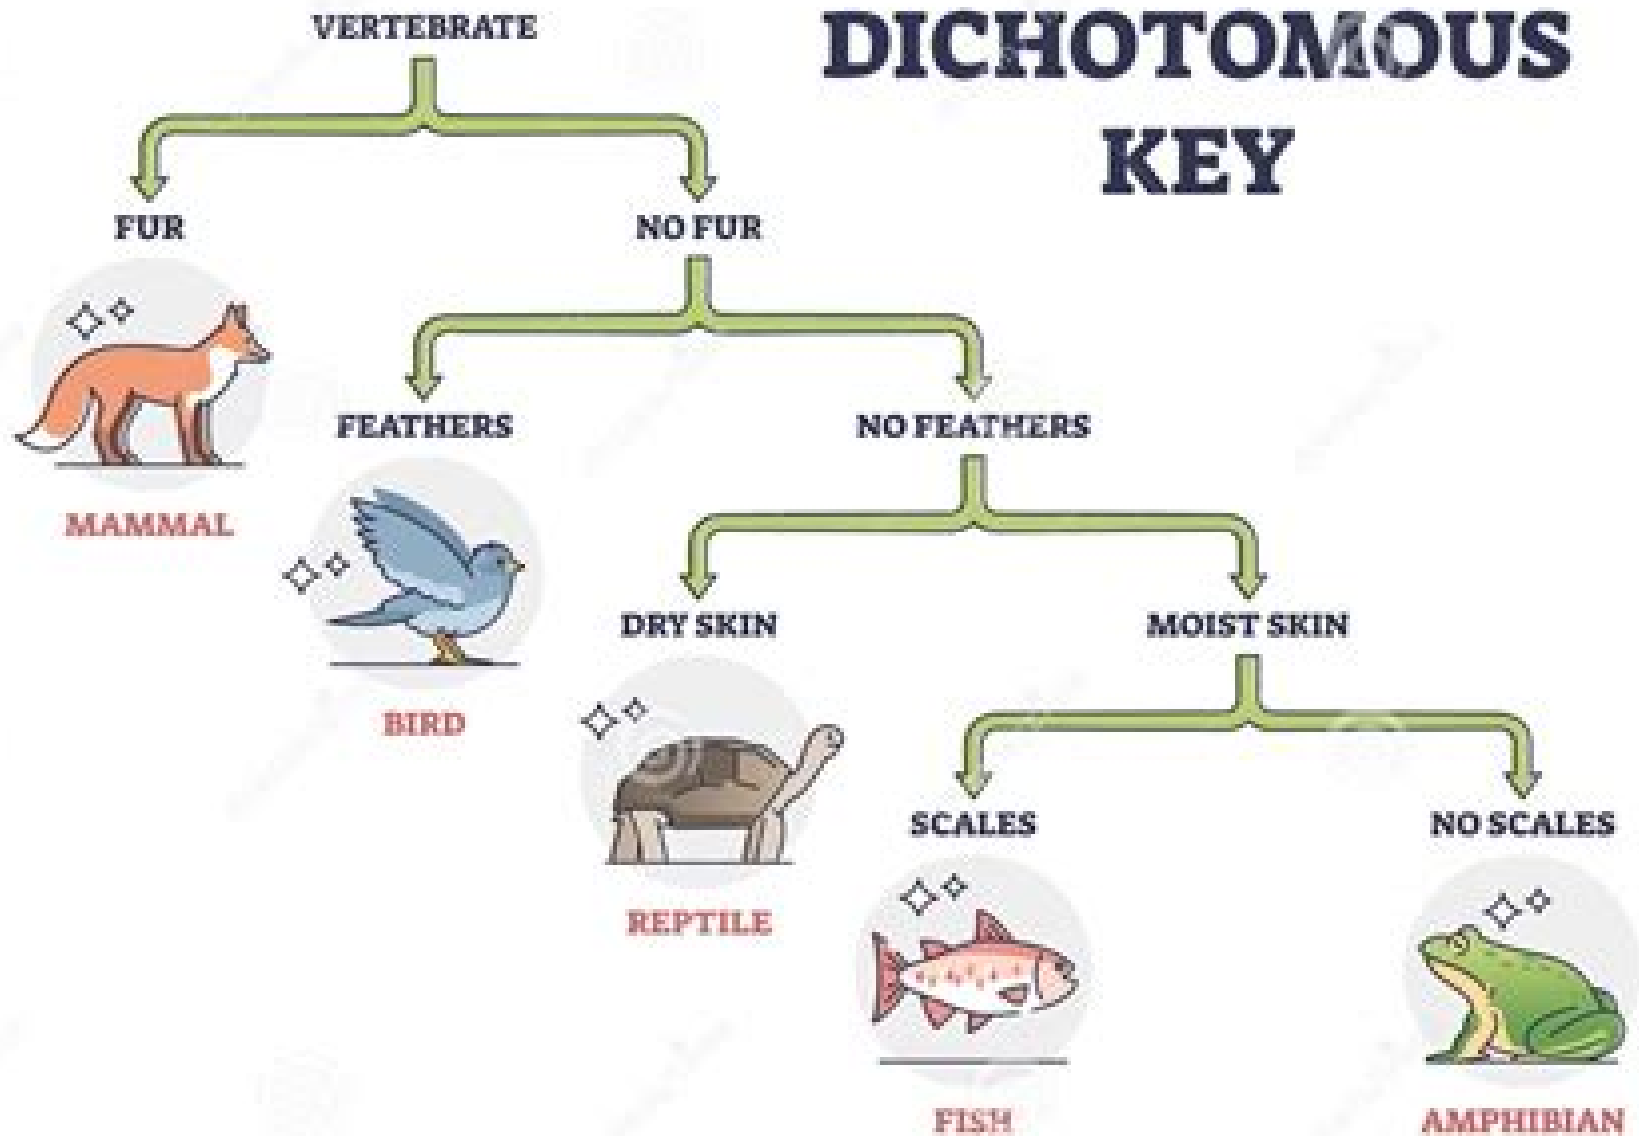 VERTEBRATE
DICHOTOMOUS
KEY
FUR
NO FUR
MAMMAL
FEATHERS
NO FEATHERS
BIRD
DRY SKIN
MOIST SKIN
REPTILE
SCALES
NO SCALES
FISH
AMPHIBIAN